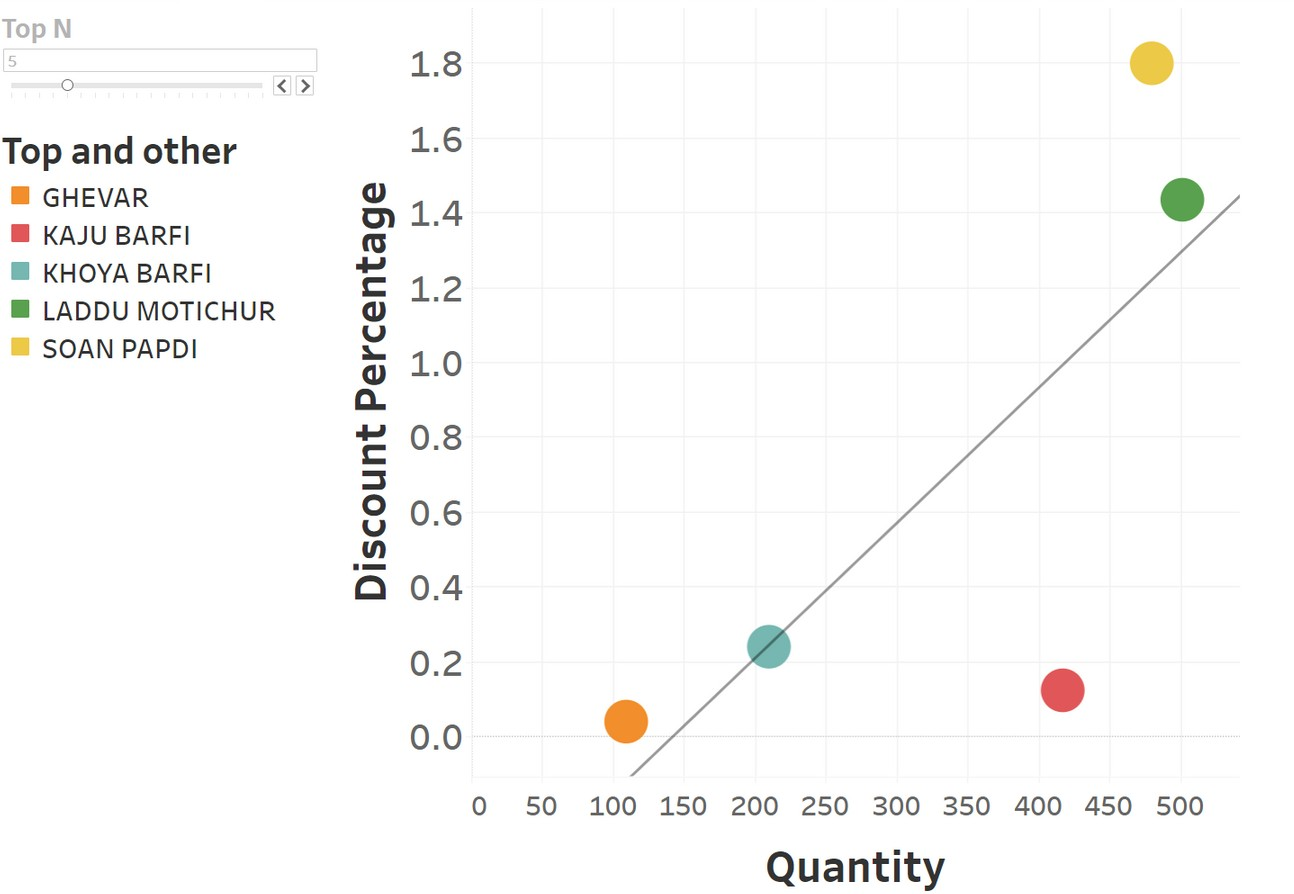 Top N
5
Top and other
GHEVAR
KAJU BARFI
KHOYA BARFI
LADDU MOTICHUR
SOAN PAPDI
Discount Percentage
1.8
1.6
1.4
1.2
1.0
0.8
0.6
0.4
0.2
0.0
0 50 100 150 200 250 300 350 400 450 500
Quantity